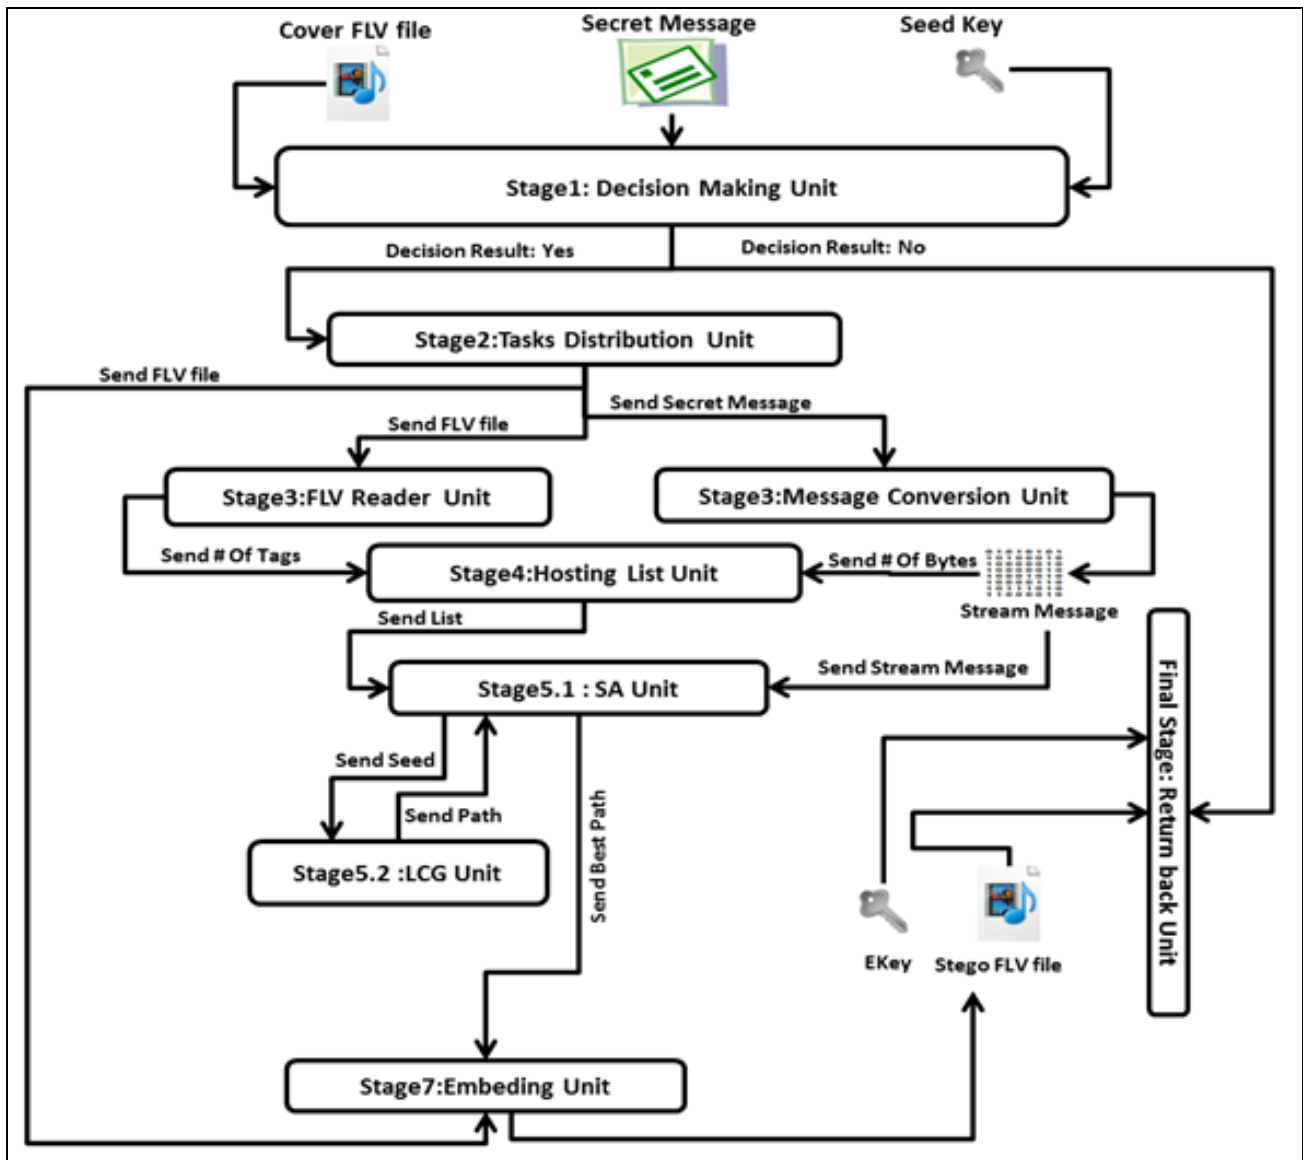 Cover FLV file
Secret Message
Seed Key
Stage1: Decision Making Unit
Decision Result: Yes
Decision Result: No
Stage2:Tasks Distribution Unit
Send FLV file
Send Secret Message
Send FLV file
Stage3:FLV Reader Unit
Stage3:Message Conversion Unit
Send # Of Tags
Stage4:Hosting List Unit
Send # Of Bytes
Stream Message
Send List
Send Stream Message
Stage5.1 : SA Unit
Final Stage: Return back Unit
Send Seed
Send Path
Send Best Path
Stage5.2 :LCG Unit
EKey
Stego FLV file
Stage7:Embeding Unit